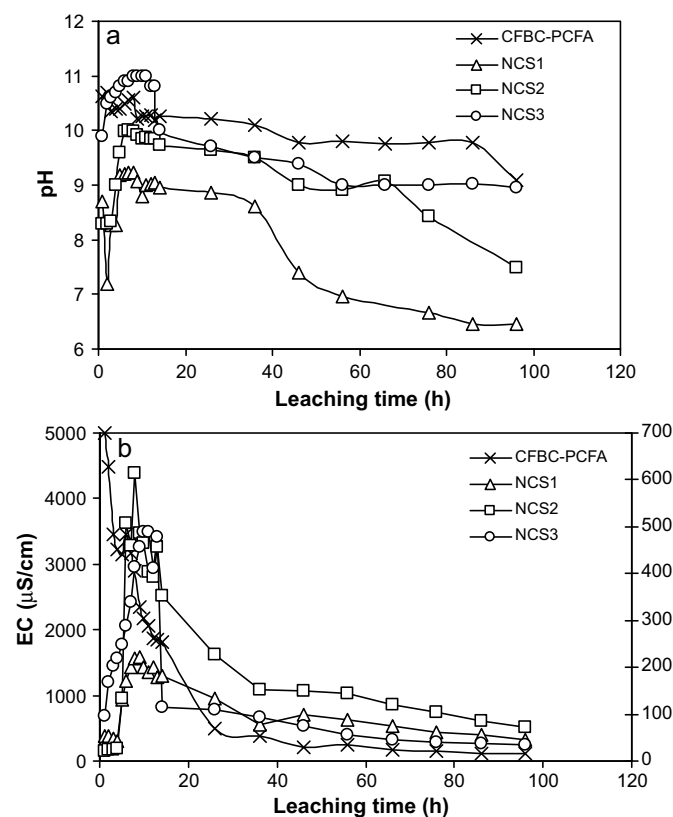 a
12
11
10
9
8
7
6
pH
CFBC-PCFA
NCS1
NCS2
NCS3
0 20 40 60 80 100 120
Leaching time (h)
b
5000
4000
3000
2000
1000
0
EC (μS/cm)
CFBC-PCFA
NCS1
NCS2
NCS3
700
600
500
400
300
200
100
0
0 20 40 60 80 100 120
Leaching time (h)